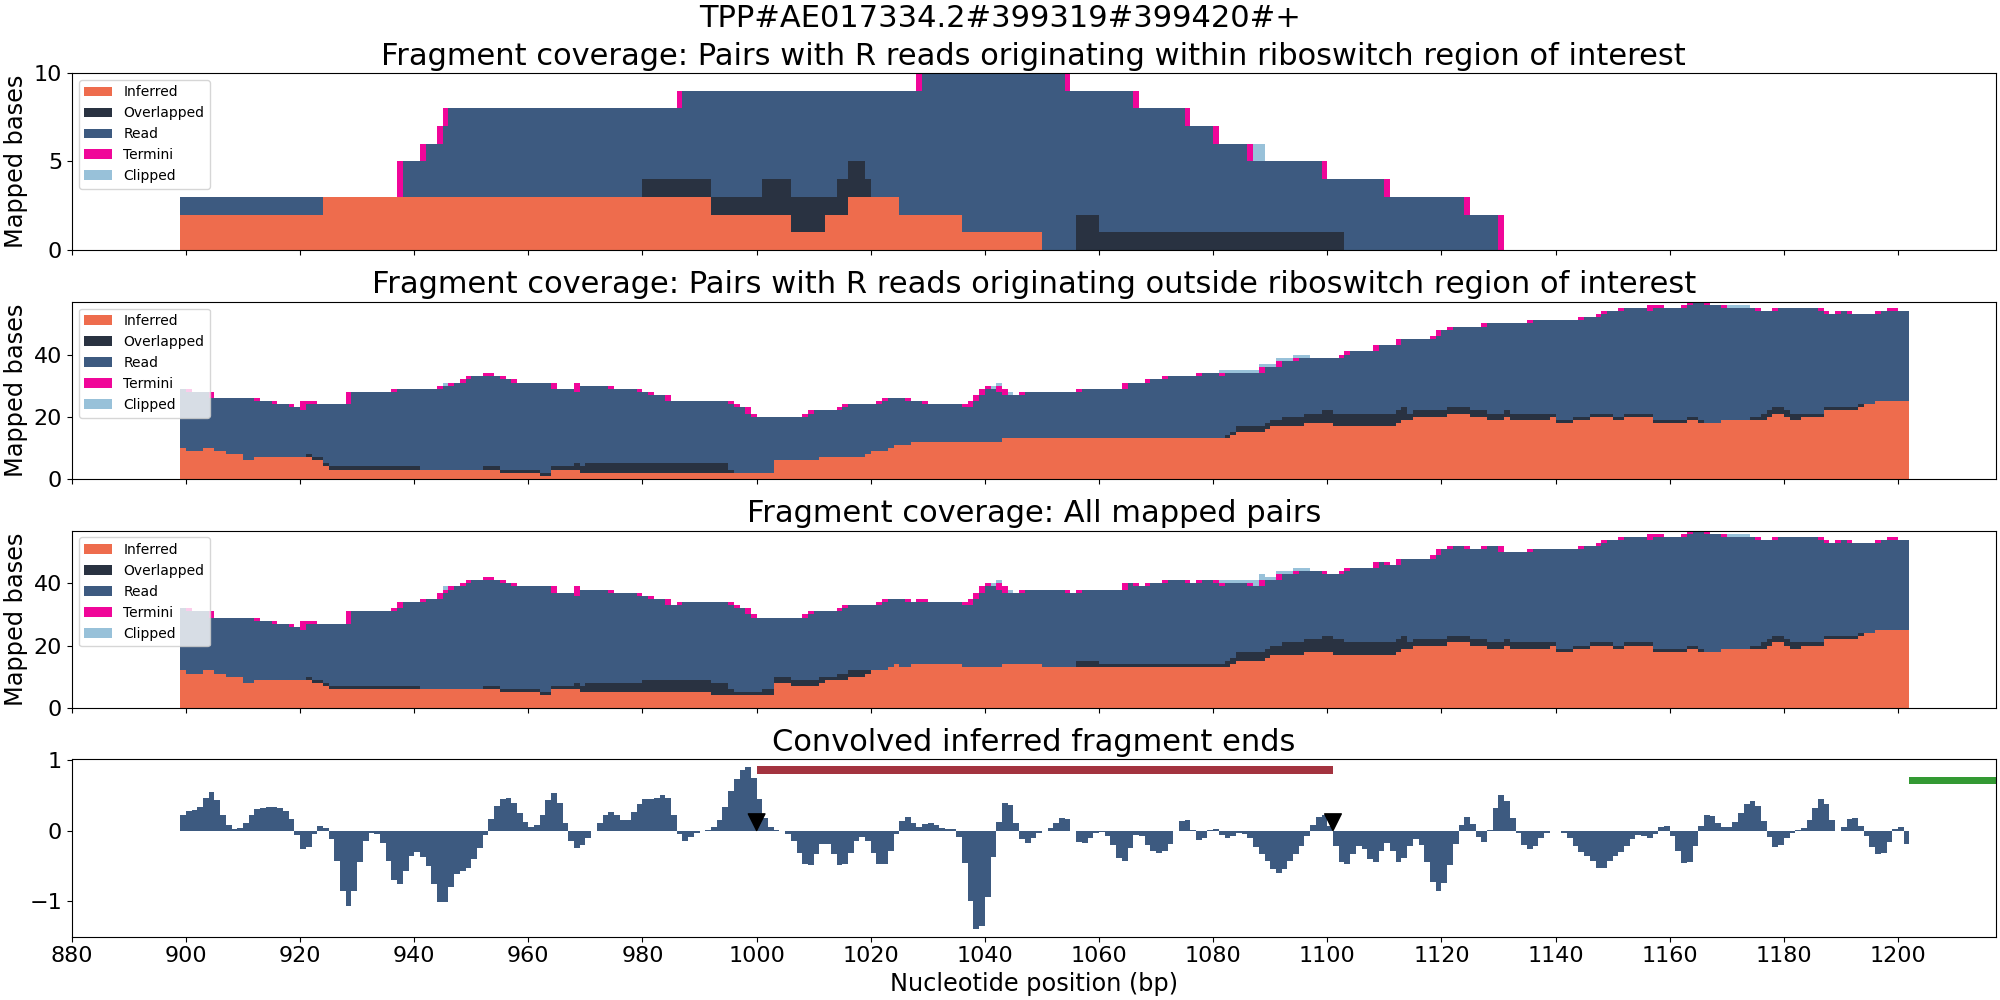 TPP#AE017334.2#399319#399420#+
Fragment coverage: Pairs with R reads originating within riboswitch region of interest
Mapped bases
10
5
0
Inferred
Overlapped
Read
Termini
Clipped
Fragment coverage: Pairs with R reads originating outside riboswitch region of interest
Mapped bases
40
20
0
Inferred
Overlapped
Read
Termini
Clipped
Fragment coverage: All mapped pairs
Mapped bases
40
20
0
Inferred
Overlapped
Read
Termini
Clipped
Convolved inferred fragment ends
1
0
−1
880 900 920 940 960 980 1000 1020 1040 1060 1080 1100 1120 1140 1160 1180 1200
Nucleotide position (bp)